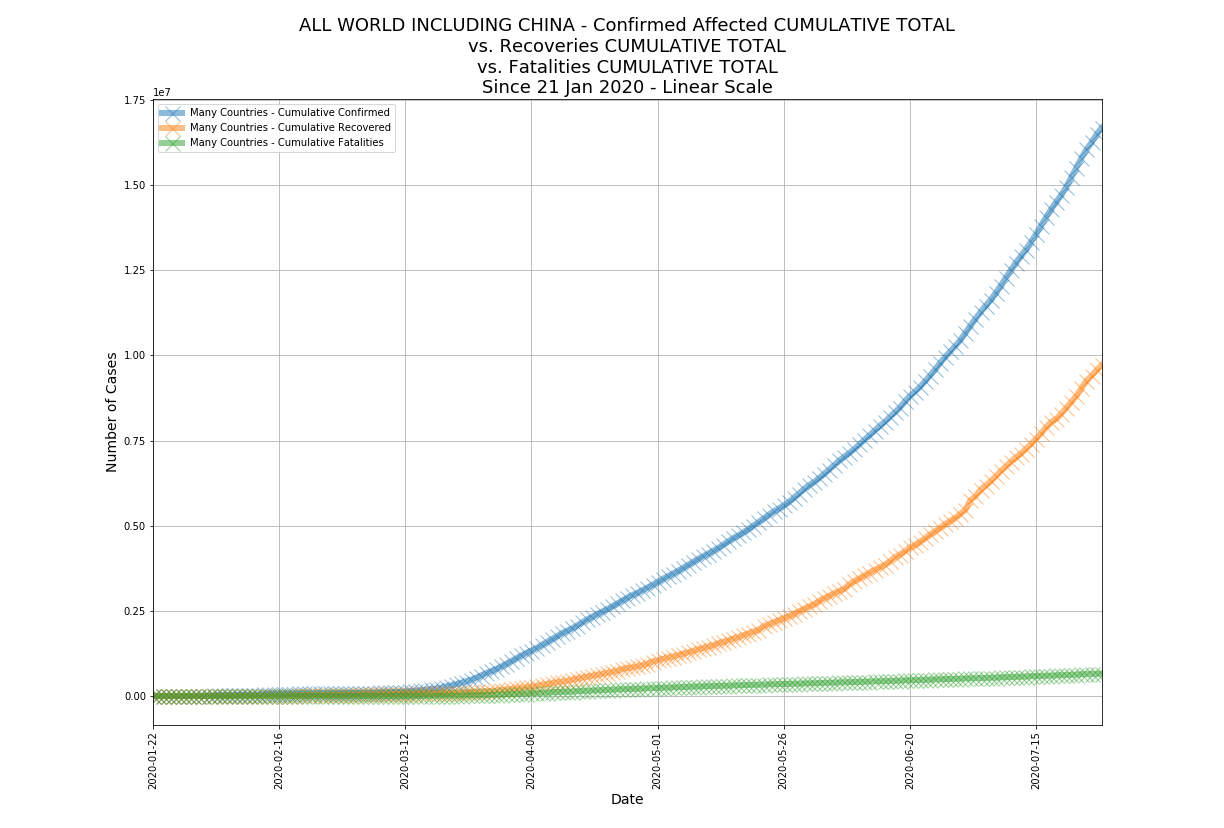 ALL WORLD INCLUDING CHINA - Confirmed Affected CUMULATIVE TOTAL
vs. Recoveries CUMULATIVE TOTAL
vs. Fatalities CUMULATIVE TOTAL
Since 21 Jan 2020 - Linear Scale
1e7
Many Countries - Cumulative Confirmed
Many Countries - Cumulative Recovered
Many Countries - Cumulative Fatalities
1.75
1.50
1.25
1.00
0.75
0.50
0.25
0.00
Number of Cases
2020-01-22
2020-02-16
2020-03-12
2020-04-06
2020-05-01
2020-05-26
2020-06-20
2020-07-15
Date